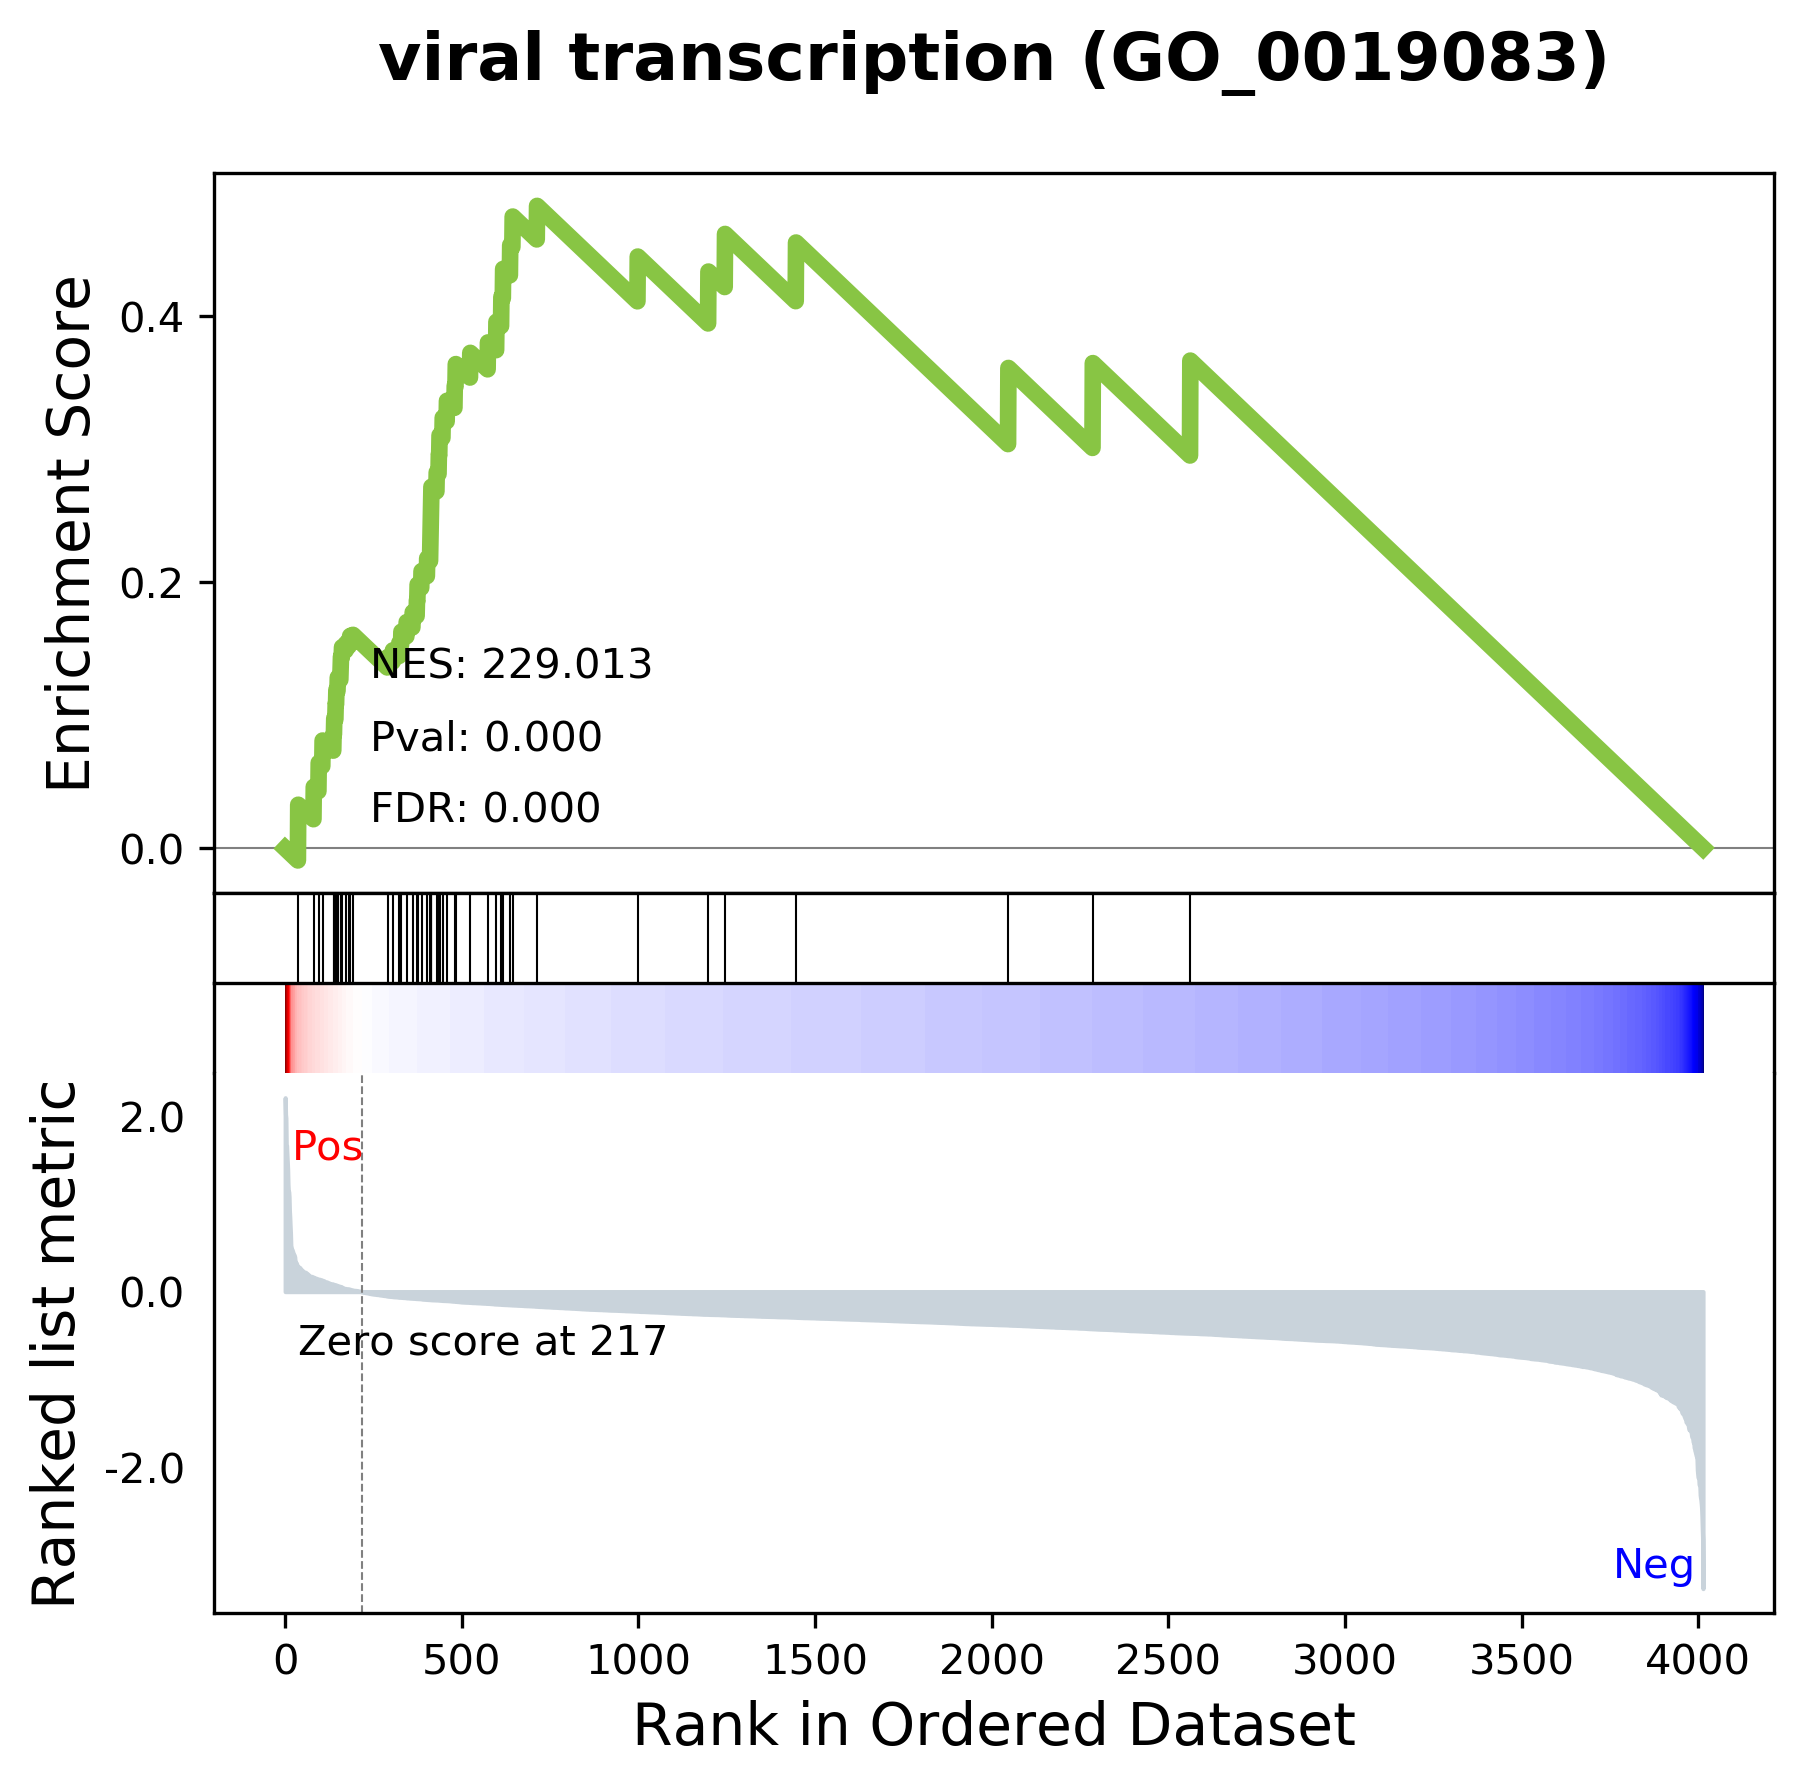 viral transcription (GO_0019083)
Enrichment Score
0.4
0.2
0.0
NES: 229.013
Pval: 0.000
FDR: 0.000
Ranked list metric
2.0
0.0
-2.0
Pos
Zero score at 217
Neg
0 500 1000 1500 2000 2500 3000 3500 4000
Rank in Ordered Dataset